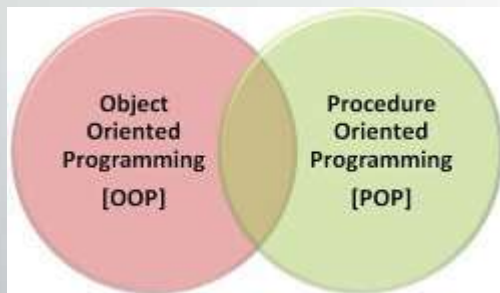 Object
Oriented
Programming
[OOP]
Procedure
Oriented
Programming
[POP]